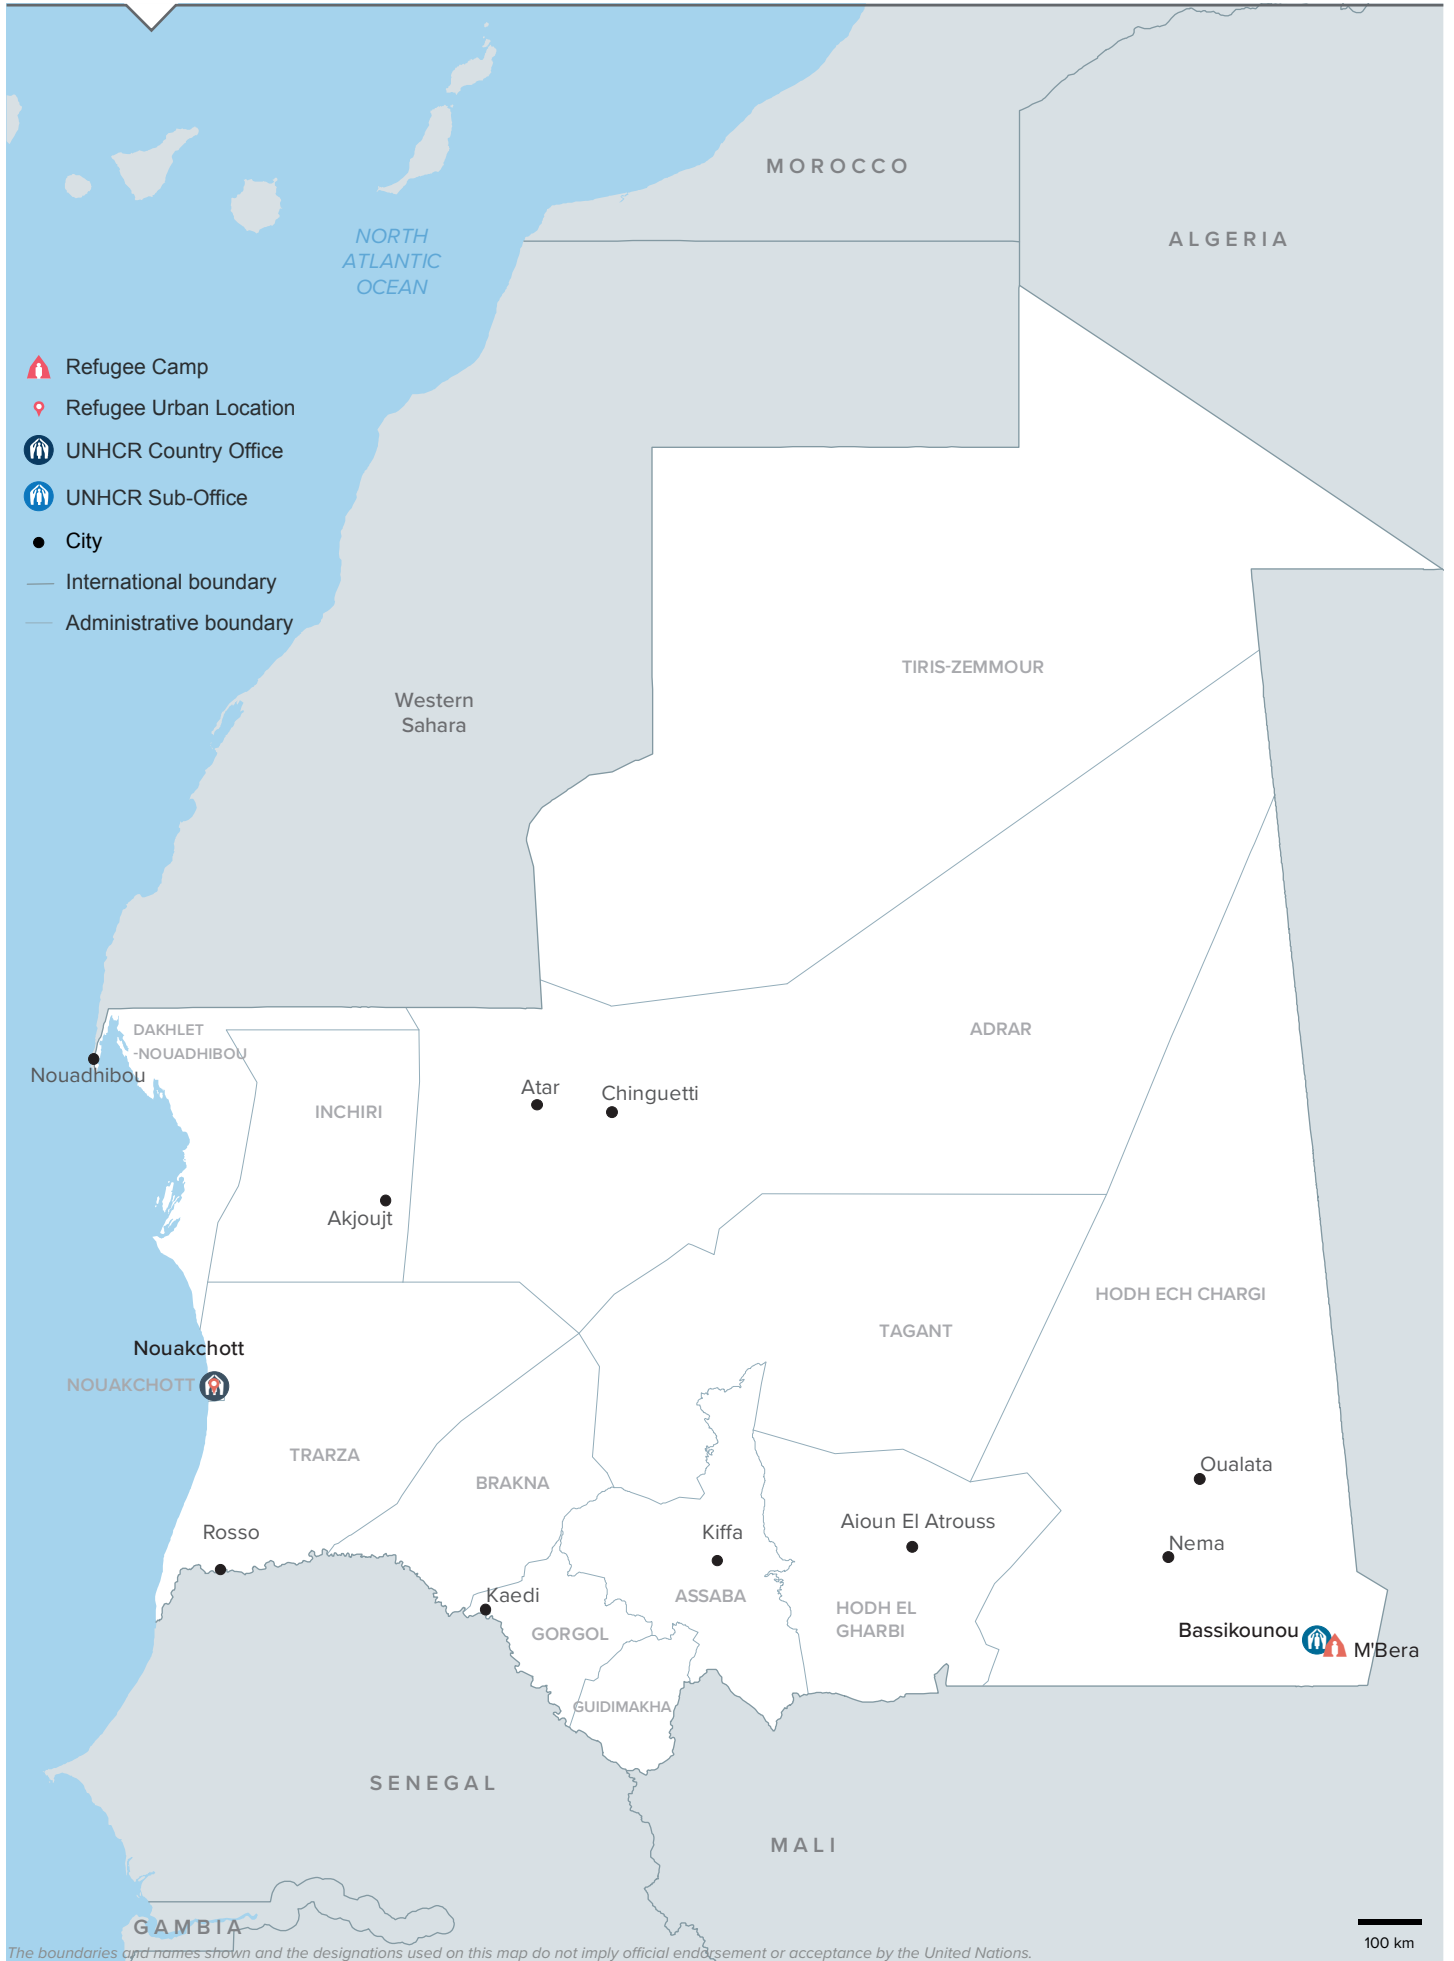 MOROCCO
ALGERIA
NORTH
ATLANTIC
OCEAN
Refugee Camp
Refugee Urban Location
UNHCR Country Office
UNHCR Sub-Office
City
International boundary
Administrative boundary
TIRIS-ZEMMOUR
Western
Sahara
DAKHLET
-NOUADHIBOU
ADRAR
Nouadhibou
Atar
Chinguetti
INCHIRI
Akjoujt
HODH ECH CHARGI
TAGANT
Nouakchott
NOUAKCHOTT
TRARZA
BRAKNA
Oualata
Rosso
Kiffa
Aioun El Atrouss
Nema
Kaedi
ASSABA
HODH EL
GHARBI
GORGOL
Bassikounou
M'Bera
GUIDIMAKHA
SENEGAL
MALI
GAMBIA
100 km
The boundaries and names shown and the designations used on this map do not imply official endorsement or acceptance by the United Nations.